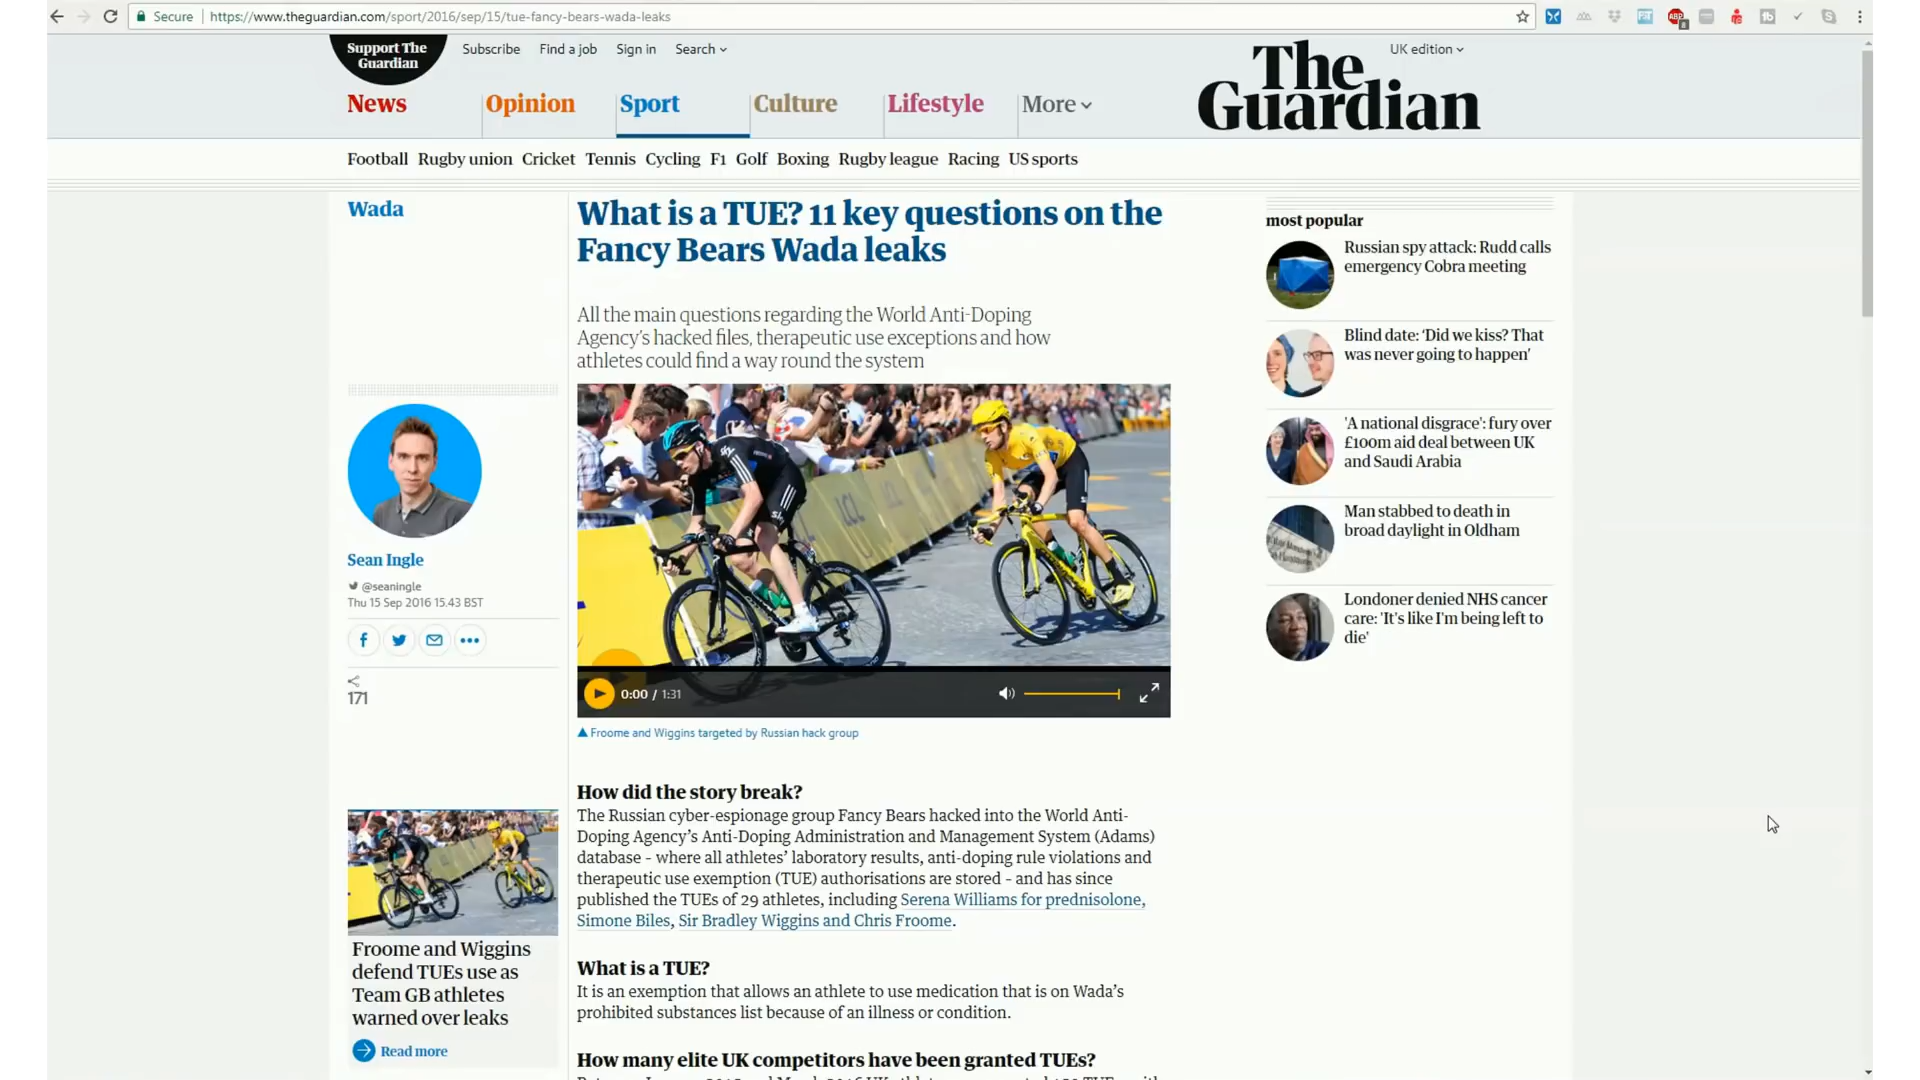 Secure
https://www.theguardian.com/sport/2016/sep/15/tue-fancy-bears-wada-leaks
Support The
Guardian
Subscribe Find a job Sign in Search
UK edition
The
Guardian
News Opinion Sport Culture Lifestyle More
Football Rugby union Cricket Tennis Cycling F1 Golf Boxing Rugby league Racing US sports
Wada
What is a TUE? 11 key questions on the
Fancy Bears Wada leaks
All the main questions regarding the World Anti-Doping
Agency's hacked files, therapeutic use exceptions and how
athletes could find a way round the system
Sean Ingle
@seaningle
Thu 15 Sep 2016 15.43 BST
171
0:00 / 1:31
Froome and Wiggins targeted by Russian hack group
How did the story break?
The Russian cyber-espionage group Fancy Bears hacked into the World Anti-
Doping Agency's Anti-Doping Administration and Management System (Adams)
database - where all athletes' laboratory results, anti-doping rule violations and
therapeutic use exemption (TUE) authorisations are stored - and has since
published the TUEs of 29 athletes, including Serena Williams for prednisolone,
Simone Biles, Sir Bradley Wiggins and Chris Froome.
What is a TUE?
It is an exemption that allows an athlete to use medication that is on Wada's
prohibited substances list because of an illness or condition.
How many elite UK competitors have been granted TUEs?
Froome and Wiggins
defend TUEs use as
Team GB athletes
warned over leaks
Read more
most popular
Russian spy attack: Rudd calls
emergency Cobra meeting
Blind date: 'Did we kiss? That
was never going to happen'
'A national disgrace': fury over
£100m aid deal between UK
and Saudi Arabia
Man stabbed to death in
broad daylight in Oldham
Londoner denied NHS cancer
care: 'It's like I'm being left to
die'